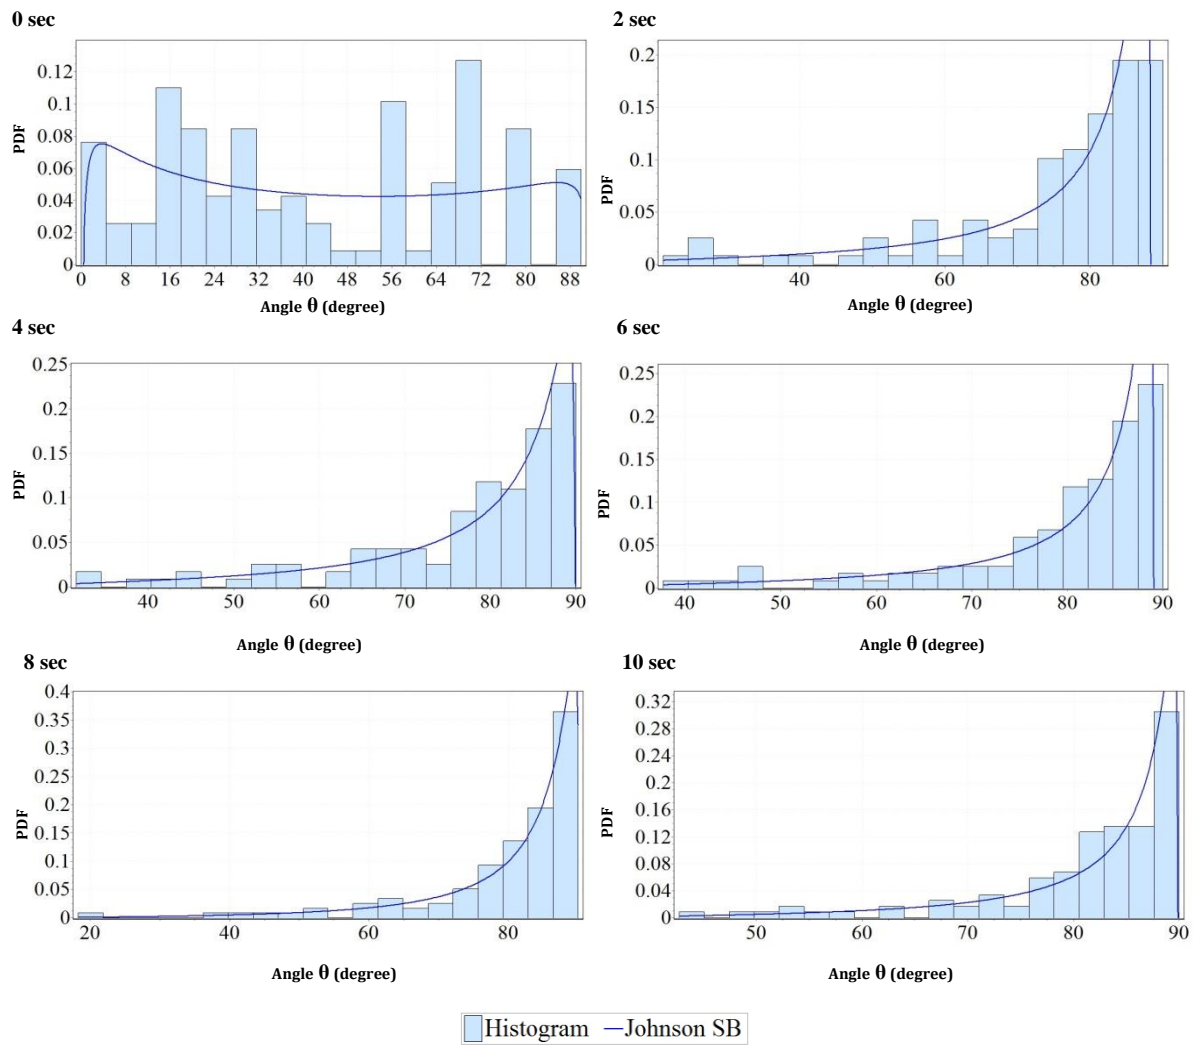 0 sec
2 sec
0.12
0.1
0.08
0.06
0.04
0.02
0
PDF
0 8 16 24 32 40 48 56 64 72 80 88
Angle θ (degree)
0.2
0.15
0.1
0.05
0
PDF
40 60 80
Angle θ (degree)
4 sec
6 sec
0.25
0.2
0.15
0.1
0.05
0
PDF
40 50 60 70 80 90
Angle θ (degree)
0.25
0.2
0.15
0.1
0.05
0
PDF
40 50 60 70 80 90
Angle θ (degree)
8 sec
10 sec
0.4
0.35
0.3
0.25
0.2
0.15
0.1
0.05
0
PDF
20 40 60 80
Angle θ (degree)
0.32
0.28
0.24
0.2
0.16
0.12
0.08
0.04
0
PDF
50 60 70 80 90
Angle θ (degree)
Histogram Johnson SB